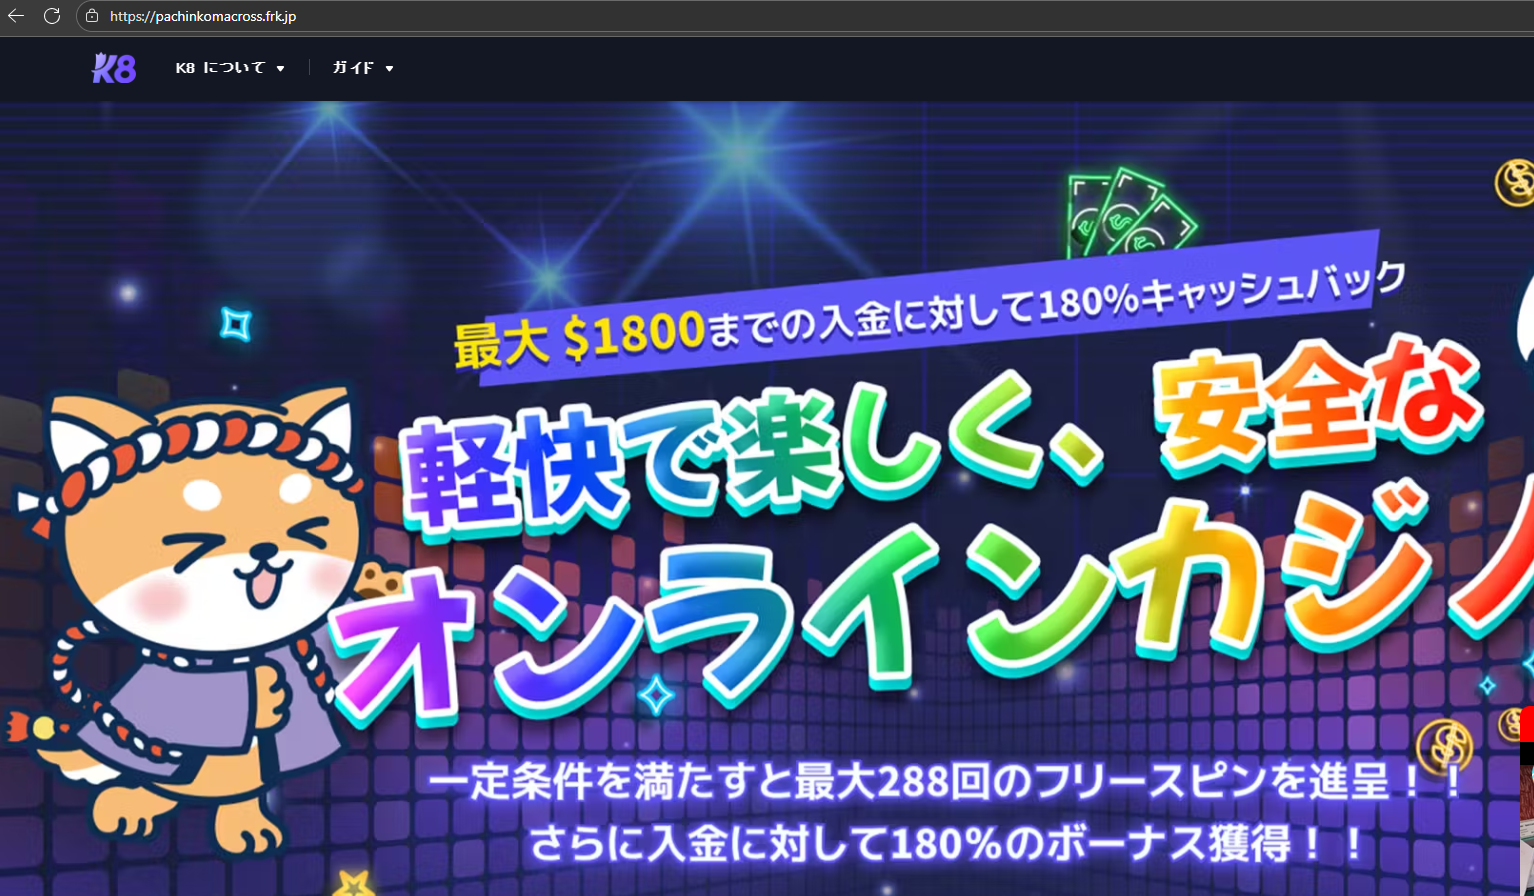 https://pachinkomacross.frk.jp
K8
K8 について
ガイド
最大 $1800までの入金に対して180%キャッシュバック
軽快で楽しく、安全な
オンラインカジノ
一定条件を満たすと最大288回のフリースピンを進呈！！
さらに入金に対して180%のボーナス獲得！！